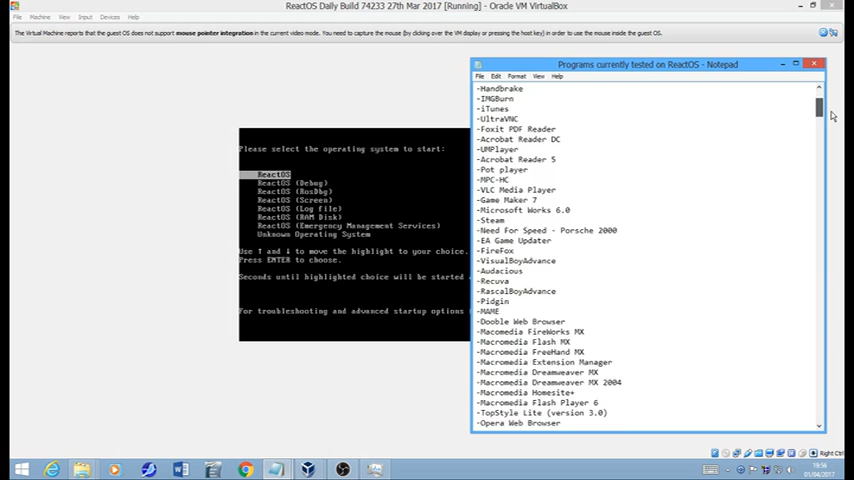 ReactOS Daily Build 74233 27th Mar 2017 [Running] - Oracle VM VirtualBox
File Machine View Input Devices Help
The Virtual Machine reports that the guest OS does not support mouse pointer integration in the current video mode. You need to capture the mouse (by clicking over the VM display or pressing the host key) in order to use the mouse inside the guest OS.
Please select the operating system to start:
ReactOS
ReactOS (Debug)
ReactOS (RosDbg)
ReactOS (Screen)
ReactOS (Log file)
ReactOS (RAM Disk)
ReactOS (Emergency Management Services)
Unknown Operating System
Use ↑ and ↓ to move the highlight to your choice.
Press ENTER to choose.
Seconds until highlighted choice will be started
For troubleshooting and advanced startup options
Programs currently tested on ReactOS - Notepad
File Edit Format View Help
-Handbrake
-IMGBurn
-iTunes
-UltraVNC
-Foxit PDF Reader
-Acrobat Reader DC
-UMPlayer
-Acrobat Reader 5
-Pot player
-MPC-HC
-VLC Media Player
-Game Maker 7
-Microsoft Works 6.0
-Steam
-Need For Speed - Porsche 2000
-EA Game Updater
-FireFox
-VisualBoyAdvance
-Audacious
-Recuva
-RascalBoyAdvance
-Pidgin
-MAME
-Dooble Web Browser
-Macomedia FireWorks MX
-Macromedia Flash MX
-Macromedia FreeHand MX
-Macromedia Extension Manager
-Macromedia Dreamweaver MX
-Macromedia Dreamweaver MX 2004
-Macromedia Homesite+
-Macromedia Flash Player 6
-TopStyle Lite (version 3.0)
-Opera Web Browser
Right Ctrl
19:56
01/04/2017